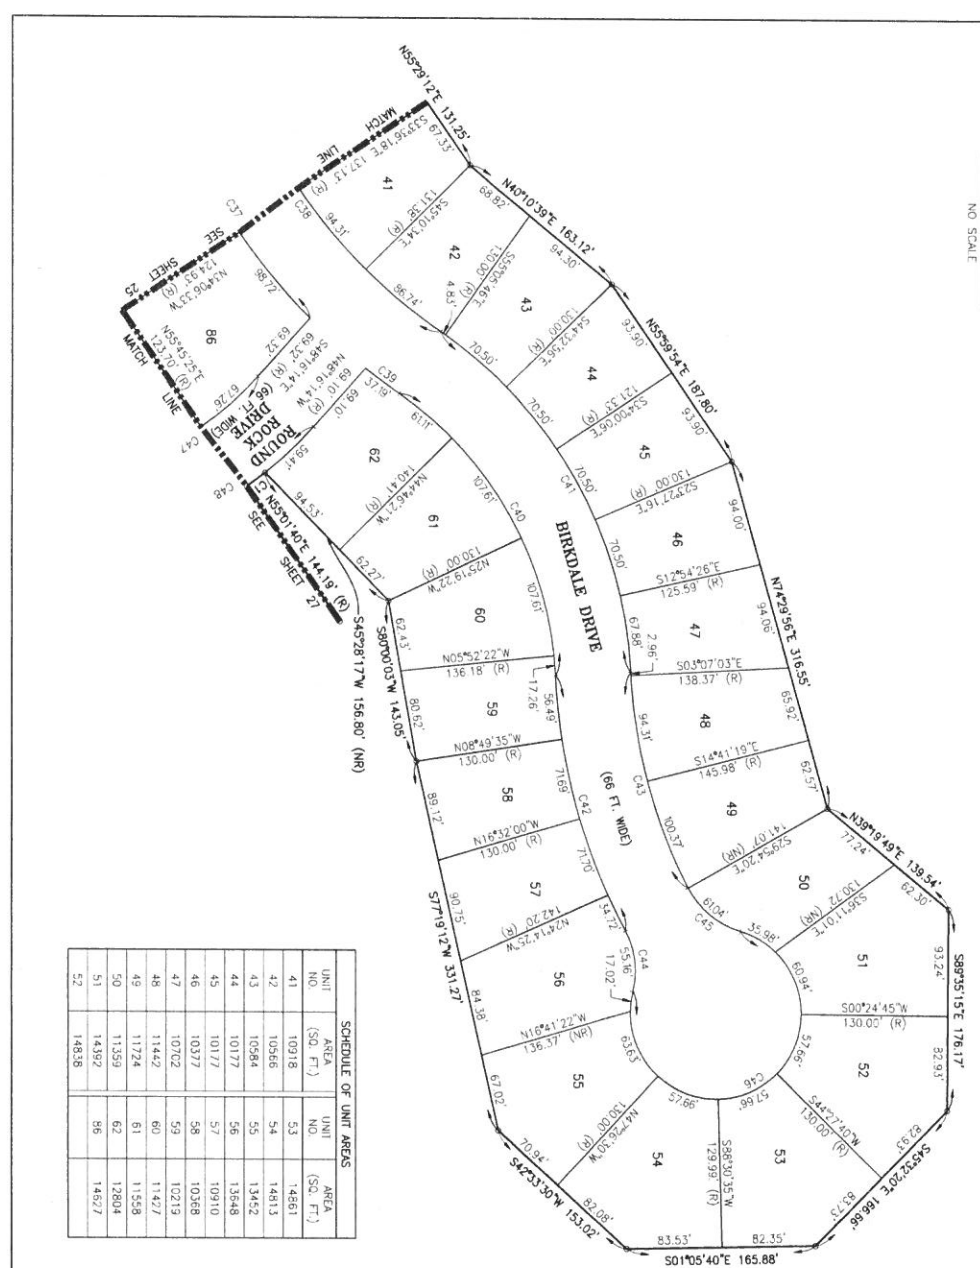 NO SCALE
N55°29'12"E 131.25'
67.33'
MATCH
LINE
S33°36'18"E 137.13' (R)
41
94.31'
C38
C37
SEE
SHEET
25
131.38' (R)
S45°10'34"E
68.82'
N40°10'39"E 163.12'
42
86.74'
4.83'
S55°05'46"E
130.00' (R)
94.30'
43
70.50'
S44°32'56"E
130.00' (R)
93.90'
N55°59'54"E 187.80'
44
70.50'
S34°00'06"E
121.53' (R)
93.90'
45
70.50'
C41
S23°27'16"E
130.00' (R)
94.00'
46
70.50'
S12°54'26"E
125.59' (R)
N74°29'56"E 316.55'
94.06'
47
67.88'
2.96'
S03°07'03"E
138.37' (R)
65.92'
48
94.31'
S14°41'19"E
145.98' (R)
62.57'
C43
49
100.37'
S29°54'20"E
141.07' (NR)
N39°19'49"E 139.54'
77.24'
62.30'
50
61.04'
C45
35.98'
S36°11'01"E
130.72' (NR)
51
60.94'
93.24'
S89°35'15"E 176.17'
82.93'
S00°24'45"W
130.00' (R)
52
57.66'
82.93'
S44°27'40"W
130.00' (R)
S45°32'20"E 166.66'
83.73'
C46
57.66'
53
82.35'
S01°05'40"E 165.88'
83.53'
S88°30'35"W
129.99' (R)
54
57.66'
82.08'
S42°33'30"W 153.02'
70.94'
N47°26'30"W
130.00' (R)
55
63.63'
67.02'
N16°41'22"W
136.37' (NR)
17.02'
55.16'
C44
34.72'
56
84.38'
S77°19'12"W 331.27'
N24°14'25"W
142.20' (R)
57
71.70'
90.75'
N16°32'00"W
130.00' (R)
C42
71.69'
58
89.12'
N08°49'35"W
130.00' (R)
59
56.49'
17.26'
80.62'
S80°00'03"W 143.05'
62.43'
N05°52'22"W
136.18' (R)
60
107.61'
N25°19'22"W
130.00' (R)
C40
107.61'
61
62.27'
N44°46'21"W
140.41' (R)
62
61.11'
37.19'
C39
94.53'
59.41'
69.10'
69.10' (R)
N48°16'14"W
S48°16'14"E
69.32' (R)
69.32'
67.26'
98.72'
86
N34°06'33"W
124.93' (R)
N55°45'25"E
123.70' (R)
MATCH
LINE
SEE
SHEET 27
C47
C48
C1
N55°01'40"E 144.19' (R)
S45°28'17"W 156.80' (NR)
ROUND
ROCK
DRIVE
(66
FT. WIDE)
BIRKDALE DRIVE
(66 FT. WIDE)
SCHEDULE OF UNIT AREAS
UNIT NO. AREA (SQ. FT.) UNIT NO. AREA (SQ. FT.)
41 10918 53 14661
42 10566 54 14813
43 10584 55 13452
44 10177 56 13648
45 10177 57 10910
46 10377 58 10368
47 10702 59 10219
48 11442 60 11427
49 11724 61 11558
50 11359 62 12804
51 14392 86 14627
52 14838